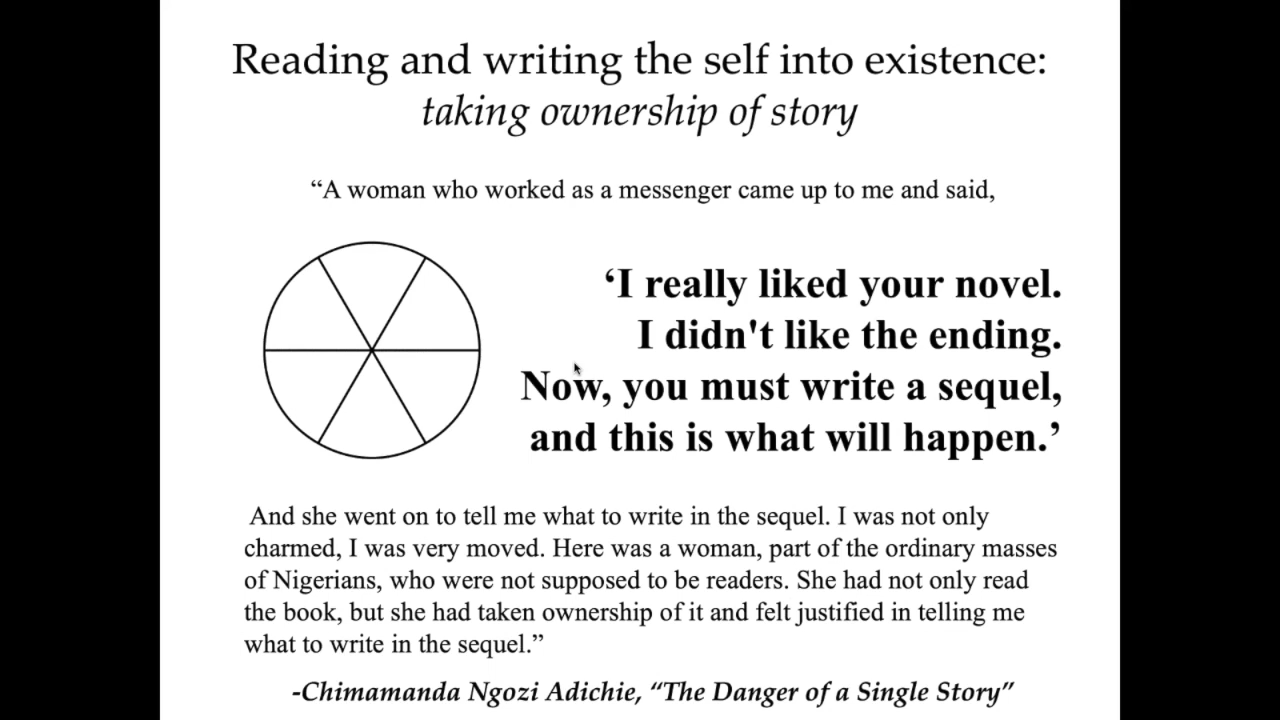 Reading and writing the self into existence:
taking ownership of story
“A woman who worked as a messenger came up to me and said,
‘I really liked your novel.
I didn't like the ending.
Now, you must write a sequel,
and this is what will happen.’
And she went on to tell me what to write in the sequel. I was not only
charmed, I was very moved. Here was a woman, part of the ordinary masses
of Nigerians, who were not supposed to be readers. She had not only read
the book, but she had taken ownership of it and felt justified in telling me
what to write in the sequel.”
-Chimamanda Ngozi Adichie, “The Danger of a Single Story”